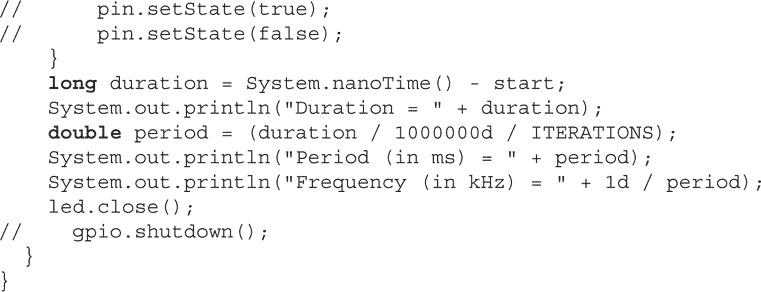 //      pin.setState(true);
//      pin.setState(false);
    }
    long duration = System.nanoTime() - start;
    System.out.println("Duration = " + duration);
    double period = (duration / 1000000d / ITERATIONS);
    System.out.println("Period (in ms) = " + period);
    System.out.println("Frequency (in kHz) = " + 1d / period);
    led.close();
//    gpio.shutdown();
  }
}